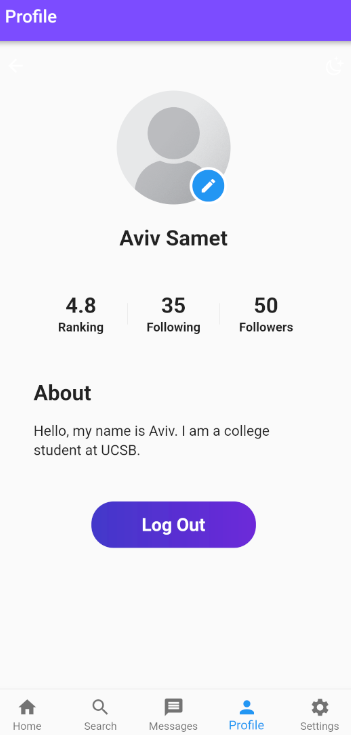 Profile
Aviv Samet
4.8 35 50
Ranking Following Followers
About
Hello, my name is Aviv. I am a college
student at UCSB.
Log Out
Home Search Messages Profile Settings